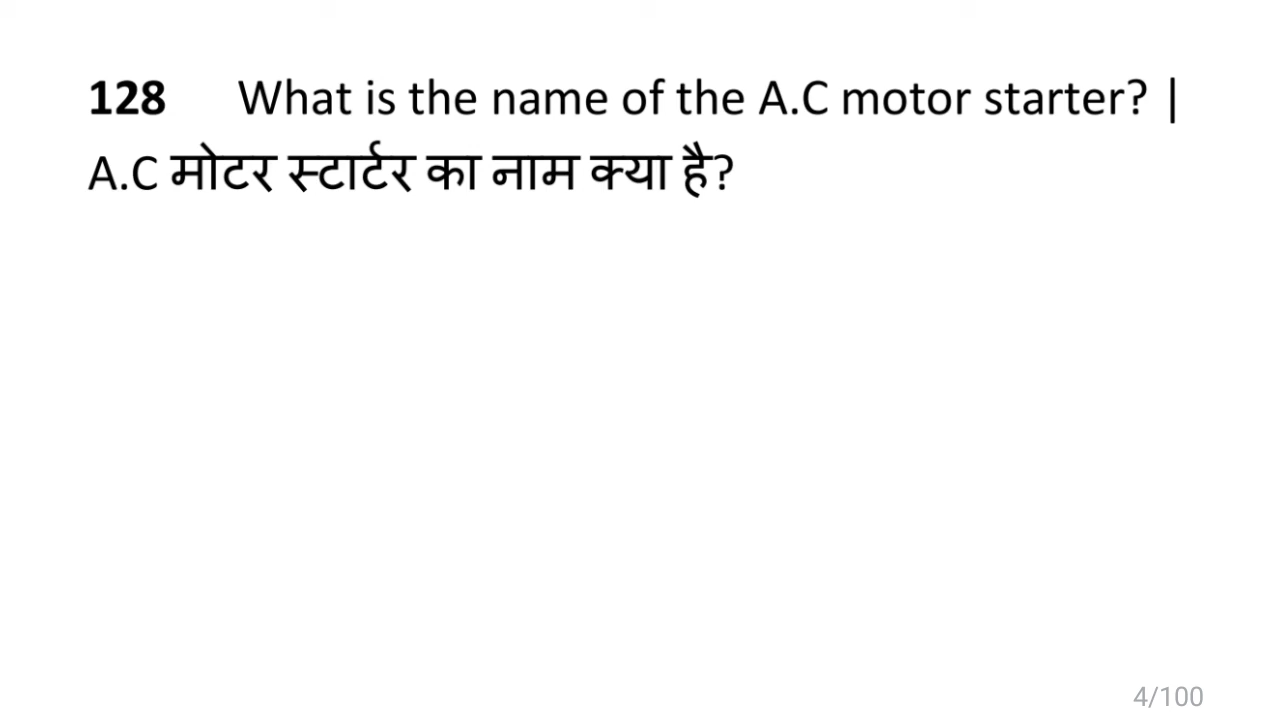 128 What is the name of the A.C motor starter? |
A.C मोटर स्टार्टर का नाम क्या है?
4/100